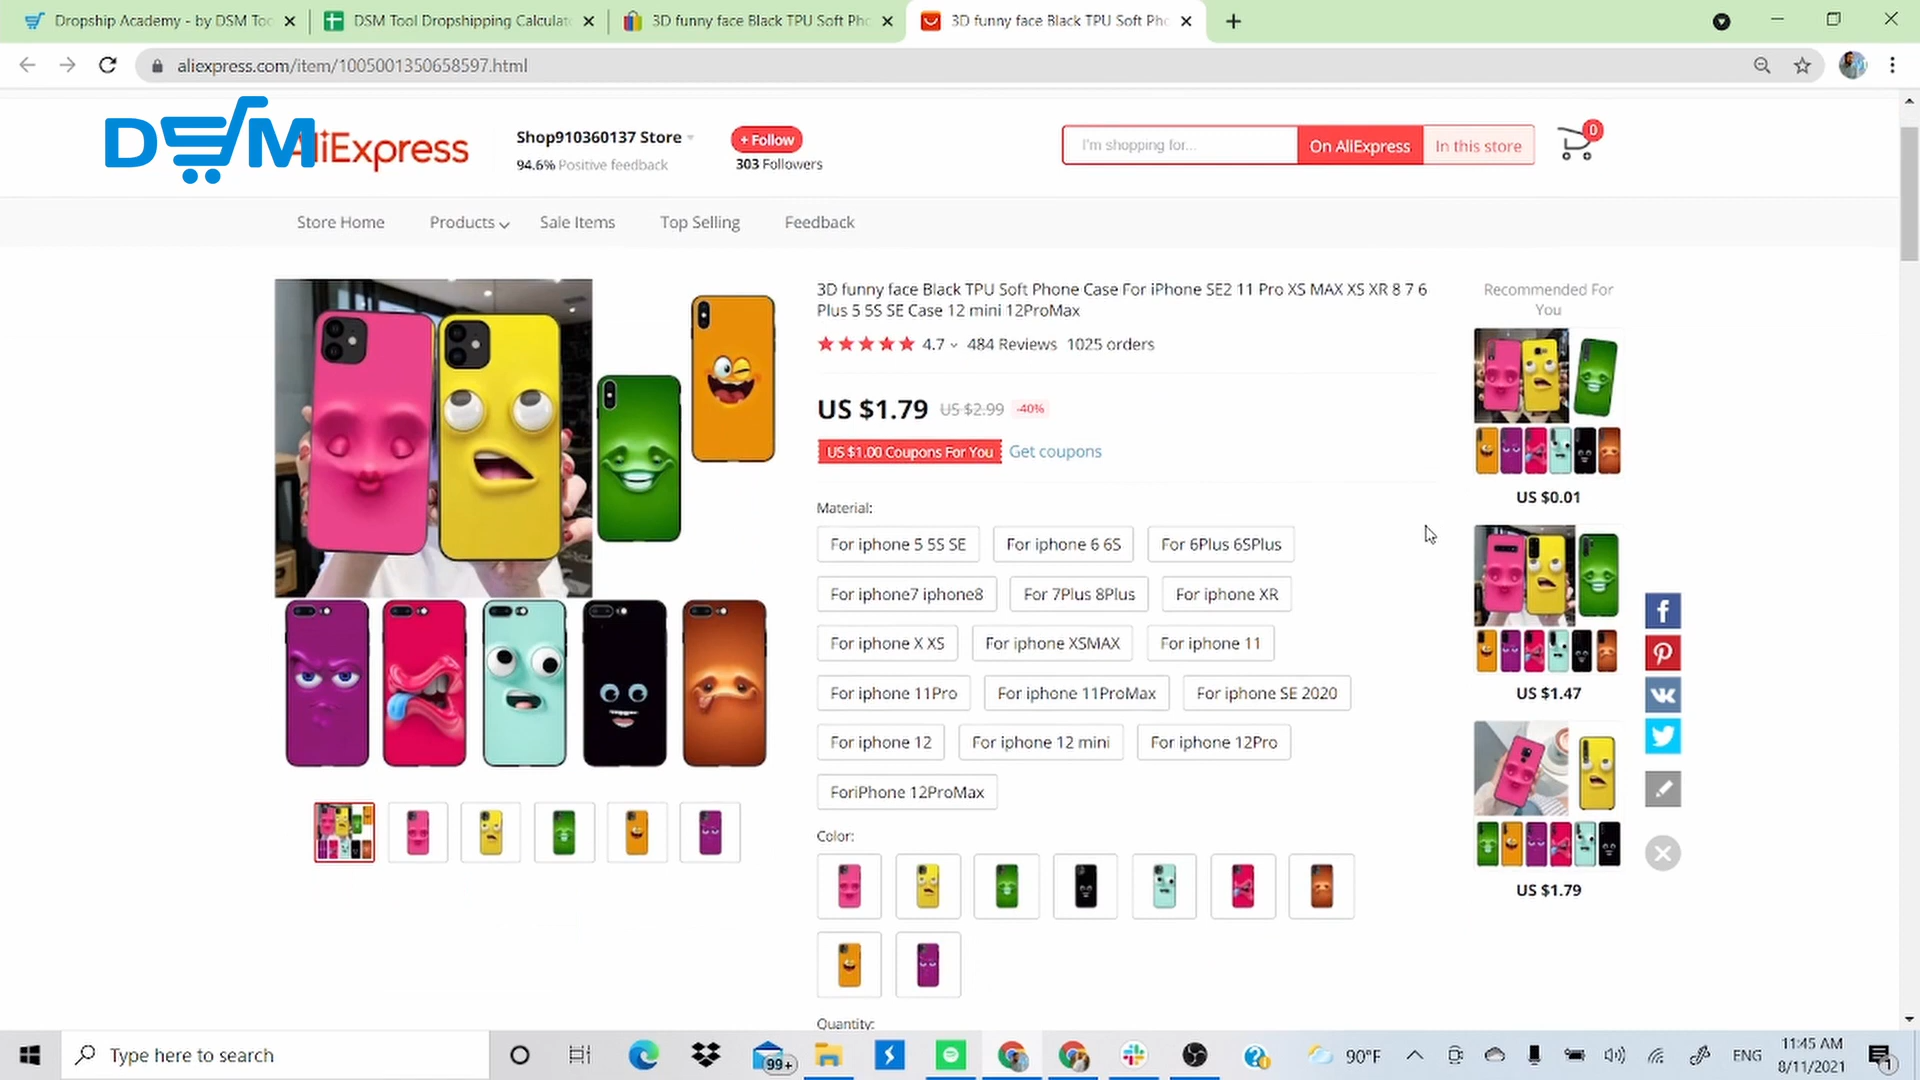 Dropship Academy - by DSM Too
DSM Tool Dropshipping Calculat
3D funny face Black TPU Soft Pho
3D funny face Black TPU Soft Pho
aliexpress.com/item/1005001350658597.html
DSM
AliExpress
Shop910360137 Store
+ Follow
94.6% Positive feedback
303 Followers
I'm shopping for...
On AliExpress
In this store
0
Store Home
Products
Sale Items
Top Selling
Feedback
3D funny face Black TPU Soft Phone Case For iPhone SE2 11 Pro XS MAX XS XR 8 7 6
Plus 5 5S SE Case 12 mini 12ProMax
4.7
484 Reviews
1025 orders
US $1.79
US $2.99
-40%
US $1.00 Coupons For You
Get coupons
Material:
For iphone 5 5S SE
For iphone 6 6S
For 6Plus 6SPlus
For iphone7 iphone8
For 7Plus 8Plus
For iphone XR
For iphone X XS
For iphone XSMAX
For iphone 11
For iphone 11Pro
For iphone 11ProMax
For iphone SE 2020
For iphone 12
For iphone 12 mini
For iphone 12Pro
ForiPhone 12ProMax
Color:
Quantity:
Recommended For
You
US $0.01
US $1.47
US $1.79
Type here to search
99+
90°F
ENG
11:45 AM
8/11/2021
1